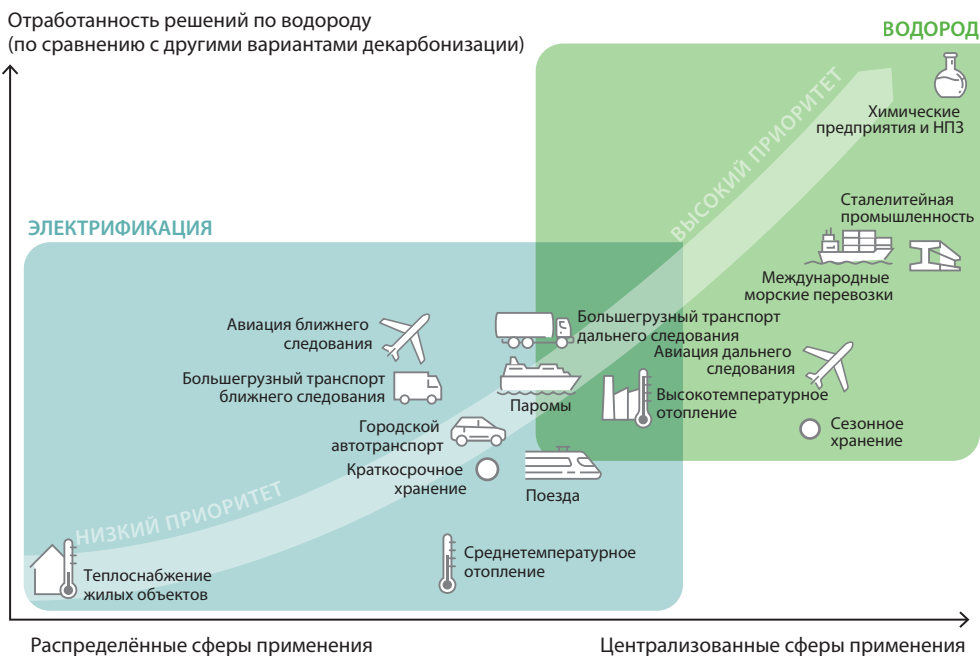 Отработанность решений по водороду
(по сравнению с другими вариантами декарбонизации)
ВОДОРОД
ВЫСОКИЙ ПРИОРИТЕТ
Химические
предприятия и НПЗ
Сталелитейная
промышленность
ЭЛЕКТРИФИКАЦИЯ
Международные
морские перевозки
Авиация ближнего
следования
Большегрузный транспорт
дальнего следования
Авиация дальнего
следования
Большегрузный транспорт
ближнего следования
Паромы
Высокотемпературное
отопление
Городской
автотранспорт
Сезонное
хранение
Краткосрочное
хранение
Поезда
НИЗКИЙ ПРИОРИТЕТ
Среднетемпературное
отопление
Теплоснабжение
жилых объектов
Распределённые сферы применения
Централизованные сферы применения